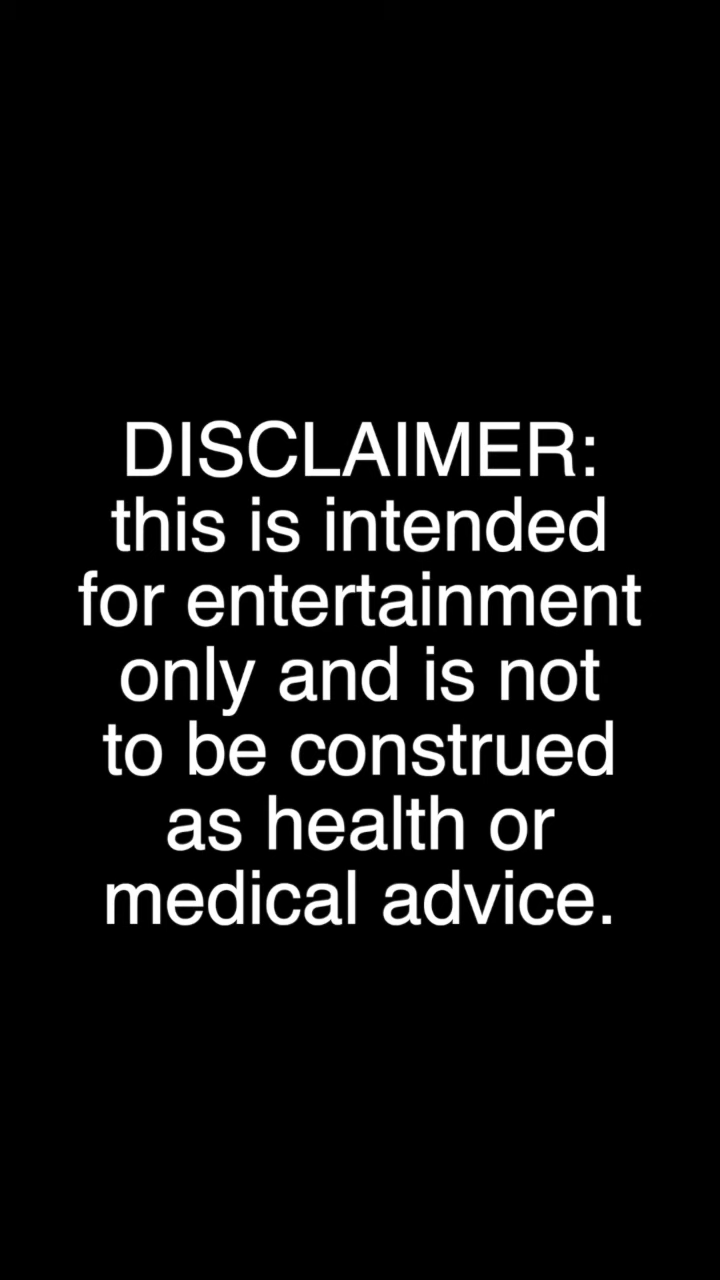 DISCLAIMER:
this is intended
for entertainment
only and is not
to be construed
as health or
medical advice.